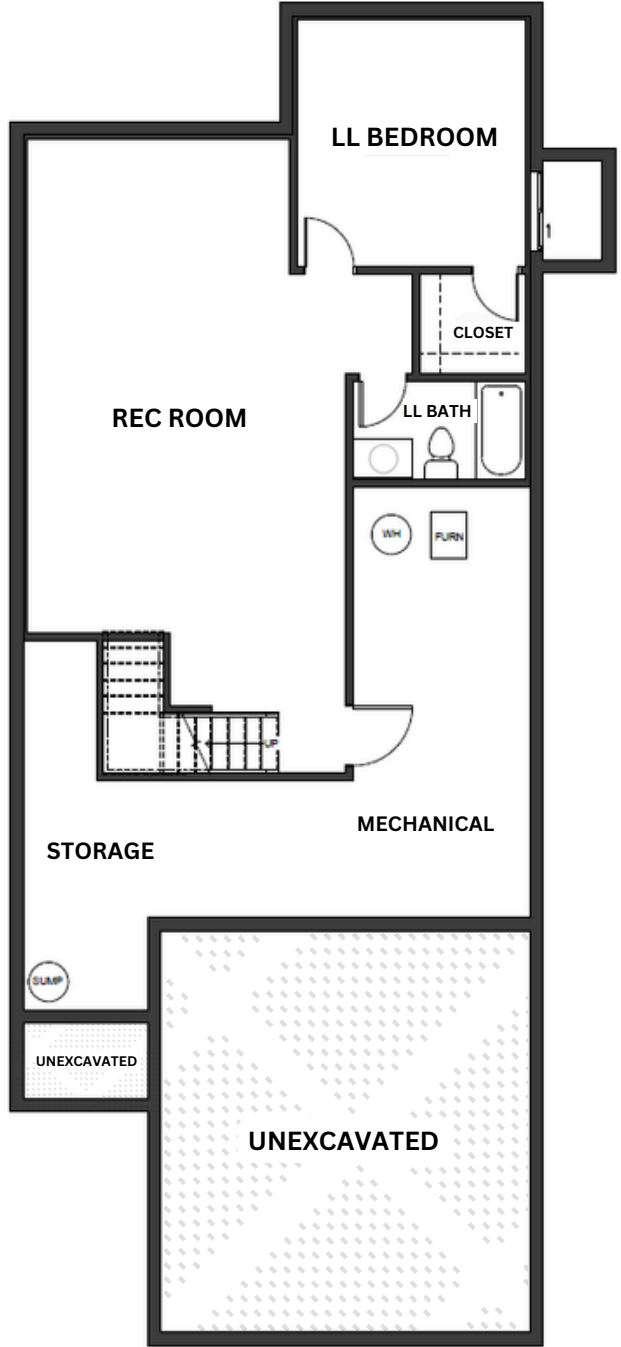 LL BEDROOM
1
CLOSET
LL BATH
REC ROOM
WH
FURN
UP
MECHANICAL
STORAGE
SUMP
UNEXCAVATED
UNEXCAVATED